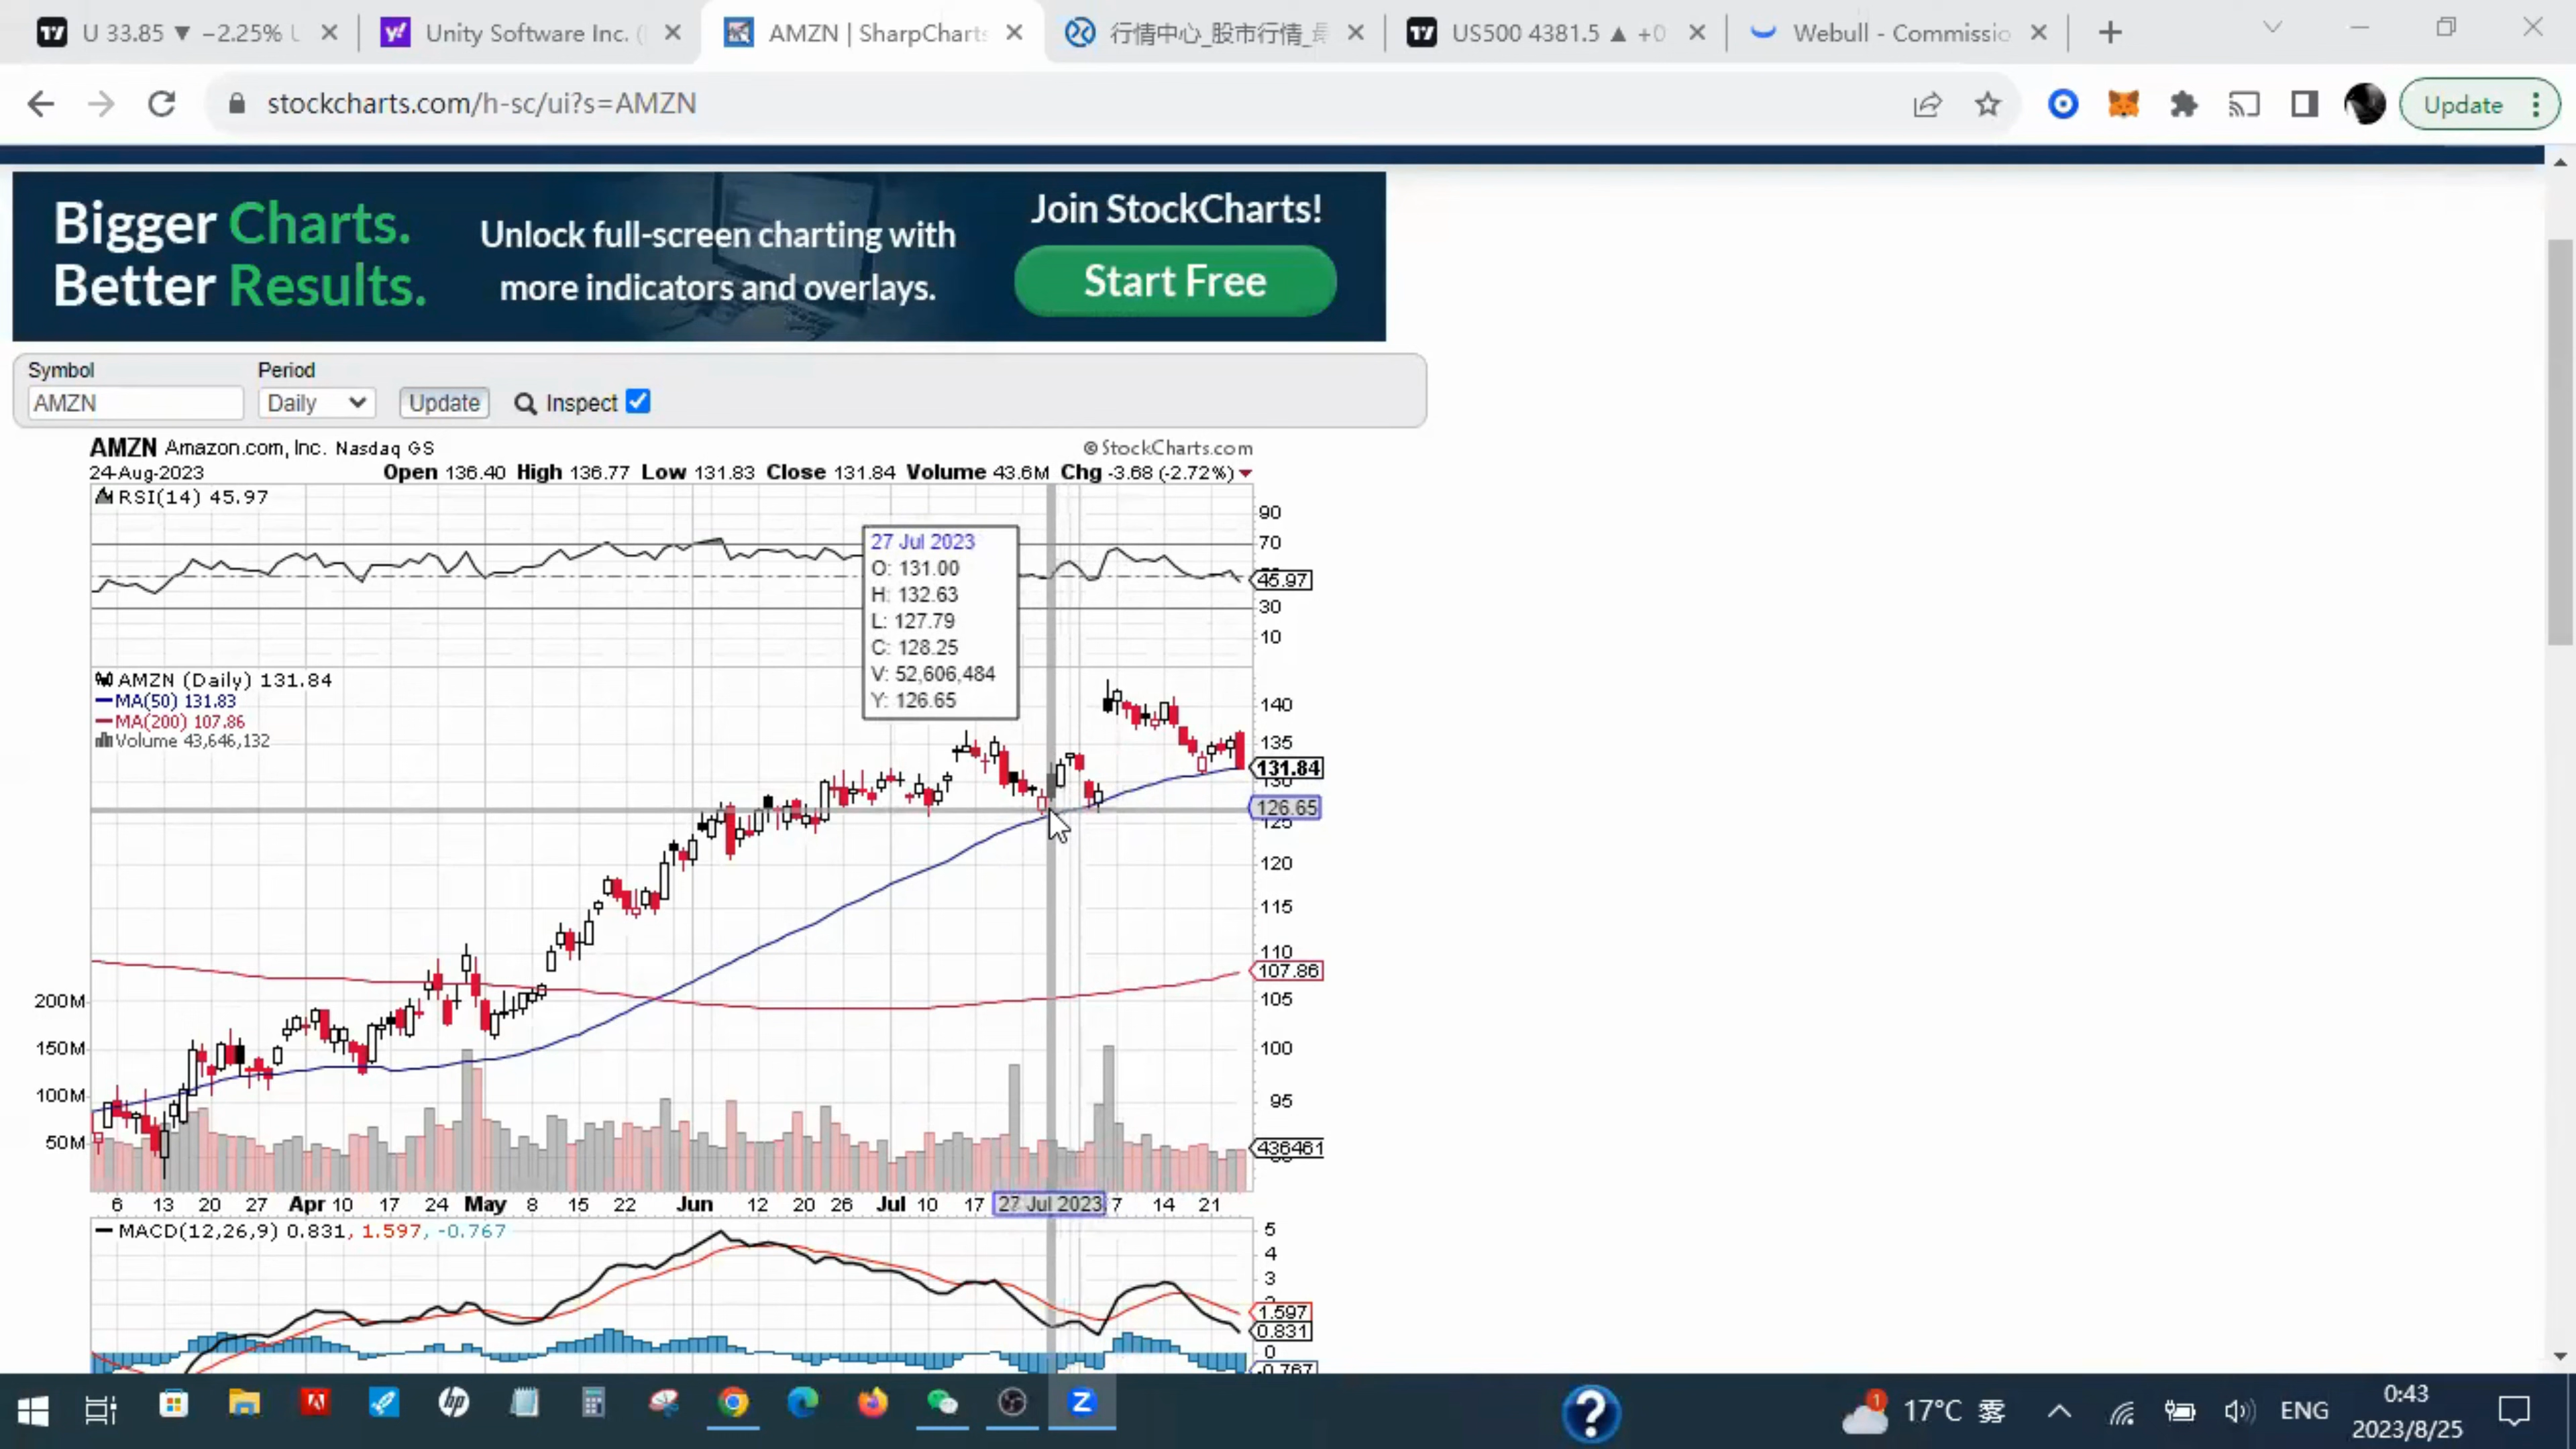 U 33.85 ▼ −2.25% U
Unity Software Inc. (
AMZN | SharpCharts
行情中心_股市行情_
US500 4381.5 ▲ +0
Webull - Commissio
stockcharts.com/h-sc/ui?s=AMZN
Update
Bigger Charts.
Better Results.
Unlock full-screen charting with
more indicators and overlays.
Join StockCharts!
Start Free
Symbol
Period
AMZN
Daily
Update
Inspect
AMZN Amazon.com, Inc. Nasdaq GS
© StockCharts.com
24-Aug-2023
Open 136.40 High 136.77 Low 131.83 Close 131.84 Volume 43.6M Chg -3.68 (-2.72%)
RSI(14) 45.97
90
70
45.97
30
10
27 Jul 2023
O: 131.00
H: 132.63
L: 127.79
C: 128.25
V: 52,606,484
Y: 126.65
AMZN (Daily) 131.84
MA(50) 131.83
MA(200) 107.86
Volume 43,646,132
140
135
131.84
130
126.65
125
120
115
110
107.86
105
100
95
436461
200M
150M
100M
50M
6 13 20 27 Apr 10 17 24 May 8 15 22 Jun 12 20 26 Jul 10 17 27 Jul 2023 7 14 21
MACD(12,26,9) 0.831, 1.597, -0.767
5
4
3
1.597
0.831
0
-0.767
17°C 雾
ENG
0:43
2023/8/25